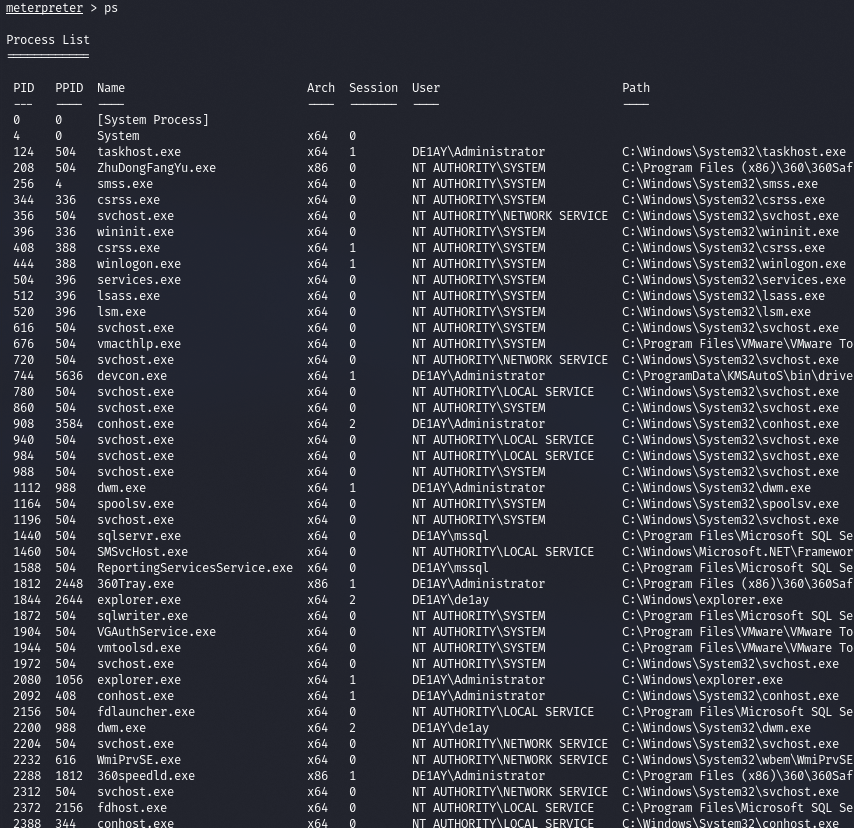 meterpreter > ps
Process List
============
PID PPID Name Arch Session User Path
--- ---- ---- ---- ------- ---- ----
0 0 [System Process]
4 0 System x64 0
124 504 taskhost.exe x64 1 DE1AY\Administrator C:\Windows\System32\taskhost.exe
208 504 ZhuDongFangYu.exe x86 0 NT AUTHORITY\SYSTEM C:\Program Files (x86)\360\360Saf
256 4 smss.exe x64 0 NT AUTHORITY\SYSTEM C:\Windows\System32\smss.exe
344 336 csrss.exe x64 0 NT AUTHORITY\SYSTEM C:\Windows\System32\csrss.exe
356 504 svchost.exe x64 0 NT AUTHORITY\NETWORK SERVICE C:\Windows\System32\svchost.exe
396 336 wininit.exe x64 0 NT AUTHORITY\SYSTEM C:\Windows\System32\wininit.exe
408 388 csrss.exe x64 1 NT AUTHORITY\SYSTEM C:\Windows\System32\csrss.exe
444 388 winlogon.exe x64 1 NT AUTHORITY\SYSTEM C:\Windows\System32\winlogon.exe
504 396 services.exe x64 0 NT AUTHORITY\SYSTEM C:\Windows\System32\services.exe
512 396 lsass.exe x64 0 NT AUTHORITY\SYSTEM C:\Windows\System32\lsass.exe
520 396 lsm.exe x64 0 NT AUTHORITY\SYSTEM C:\Windows\System32\lsm.exe
616 504 svchost.exe x64 0 NT AUTHORITY\SYSTEM C:\Windows\System32\svchost.exe
676 504 vmacthlp.exe x64 0 NT AUTHORITY\SYSTEM C:\Program Files\VMware\VMware To
720 504 svchost.exe x64 0 NT AUTHORITY\NETWORK SERVICE C:\Windows\System32\svchost.exe
744 5636 devcon.exe x64 1 DE1AY\Administrator C:\ProgramData\KMSAutoS\bin\drive
780 504 svchost.exe x64 0 NT AUTHORITY\LOCAL SERVICE C:\Windows\System32\svchost.exe
860 504 svchost.exe x64 0 NT AUTHORITY\SYSTEM C:\Windows\System32\svchost.exe
908 3584 conhost.exe x64 2 DE1AY\Administrator C:\Windows\System32\conhost.exe
940 504 svchost.exe x64 0 NT AUTHORITY\LOCAL SERVICE C:\Windows\System32\svchost.exe
984 504 svchost.exe x64 0 NT AUTHORITY\LOCAL SERVICE C:\Windows\System32\svchost.exe
988 504 svchost.exe x64 0 NT AUTHORITY\SYSTEM C:\Windows\System32\svchost.exe
1112 988 dwm.exe x64 1 DE1AY\Administrator C:\Windows\System32\dwm.exe
1164 504 spoolsv.exe x64 0 NT AUTHORITY\SYSTEM C:\Windows\System32\spoolsv.exe
1196 504 svchost.exe x64 0 NT AUTHORITY\SYSTEM C:\Windows\System32\svchost.exe
1440 504 sqlservr.exe x64 0 DE1AY\mssql C:\Program Files\Microsoft SQL Se
1460 504 SMSvcHost.exe x64 0 NT AUTHORITY\LOCAL SERVICE C:\Windows\Microsoft.NET\Framewor
1588 504 ReportingServicesService.exe x64 0 DE1AY\mssql C:\Program Files\Microsoft SQL Se
1812 2448 360Tray.exe x86 1 DE1AY\Administrator C:\Program Files (x86)\360\360Saf
1844 2644 explorer.exe x64 2 DE1AY\de1ay C:\Windows\explorer.exe
1872 504 sqlwriter.exe x64 0 NT AUTHORITY\SYSTEM C:\Program Files\Microsoft SQL Se
1904 504 VGAuthService.exe x64 0 NT AUTHORITY\SYSTEM C:\Program Files\VMware\VMware To
1944 504 vmtoolsd.exe x64 0 NT AUTHORITY\SYSTEM C:\Program Files\VMware\VMware To
1972 504 svchost.exe x64 0 NT AUTHORITY\SYSTEM C:\Windows\System32\svchost.exe
2080 1056 explorer.exe x64 1 DE1AY\Administrator C:\Windows\explorer.exe
2092 408 conhost.exe x64 1 DE1AY\Administrator C:\Windows\System32\conhost.exe
2156 504 fdlauncher.exe x64 0 NT AUTHORITY\LOCAL SERVICE C:\Program Files\Microsoft SQL Se
2200 988 dwm.exe x64 2 DE1AY\de1ay C:\Windows\System32\dwm.exe
2204 504 svchost.exe x64 0 NT AUTHORITY\NETWORK SERVICE C:\Windows\System32\svchost.exe
2232 616 WmiPrvSE.exe x64 0 NT AUTHORITY\NETWORK SERVICE C:\Windows\System32\wbem\WmiPrvSE
2288 1812 360speedld.exe x86 1 DE1AY\Administrator C:\Program Files (x86)\360\360Saf
2312 504 svchost.exe x64 0 NT AUTHORITY\NETWORK SERVICE C:\Windows\System32\svchost.exe
2372 2156 fdhost.exe x64 0 NT AUTHORITY\LOCAL SERVICE C:\Program Files\Microsoft SQL Se
2388 344 conhost.exe x64 0 NT AUTHORITY\LOCAL SERVICE C:\Windows\System32\conhost.exe